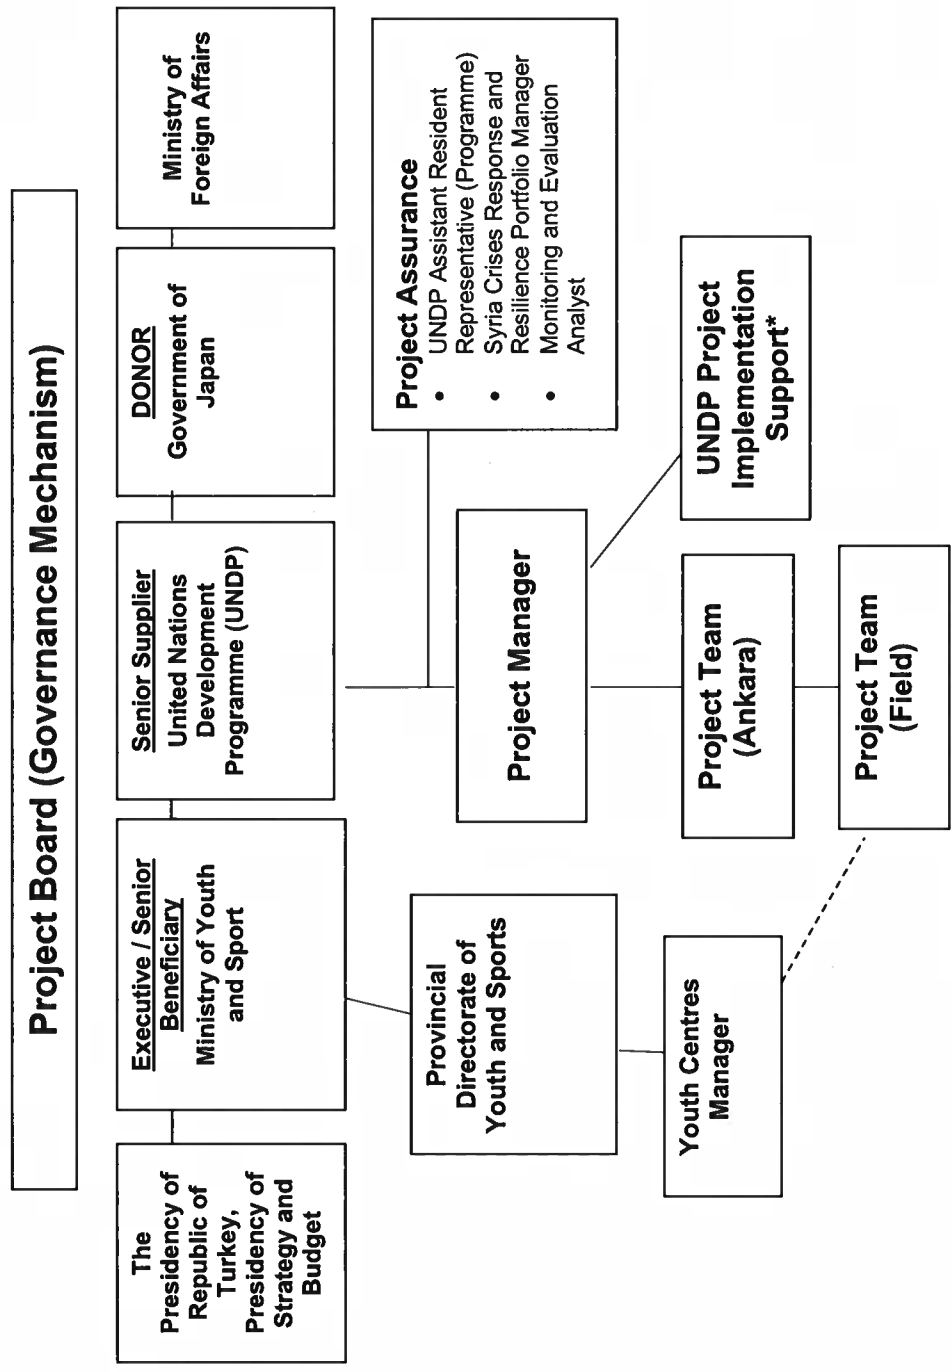 Project Board (Governance Mechanism)
The
Presidency of
Republic of
Turkey,
Presidency of
Strategy and
Budget
Executive / Senior
Beneficiary
Ministry of Youth
and Sport
Senior Supplier
United Nations
Development
Programme (UNDP)
DONOR
Government of
Japan
Ministry of
Foreign Affairs
Project Assurance
• UNDP Assistant Resident
Representative (Programme)
• Syria Crises Response and
Resilience Portfolio Manager
• Monitoring and Evaluation
Analyst
Provincial
Directorate of
Youth and Sports
Project Manager
Youth Centres
Manager
Project Team
(Ankara)
UNDP Project
Implementation
Support*
Project Team
(Field)